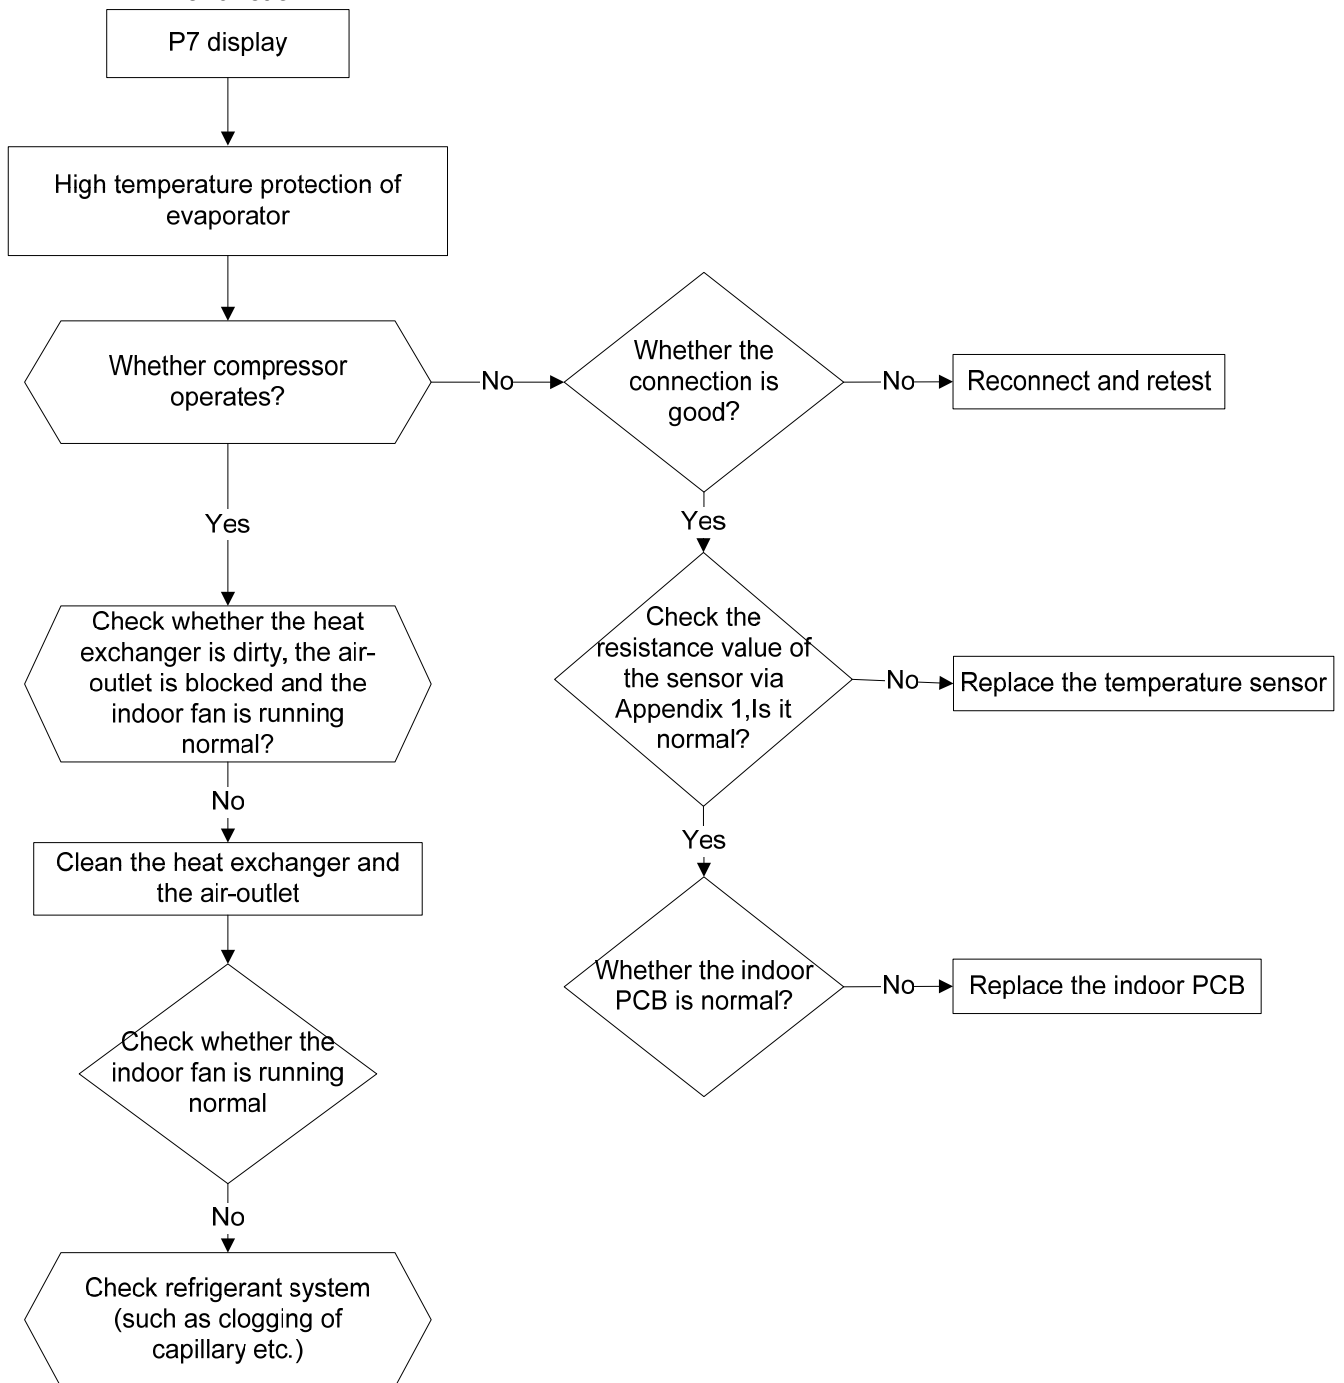 P7 display
High temperature protection of
evaporator
Whether compressor
operates?
No
Whether the
connection is
good?
No
Reconnect and retest
Yes
Yes
Check whether the heat
exchanger is dirty, the air-
outlet is blocked and the
indoor fan is running
normal?
Check the
resistance value of
the sensor via
Appendix 1,Is it
normal?
No
Replace the temperature sensor
No
Yes
Clean the heat exchanger and
the air-outlet
Whether the indoor
PCB is normal?
No
Replace the indoor PCB
Check whether the
indoor fan is running
normal
No
Check refrigerant system
(such as clogging of
capillary etc.)